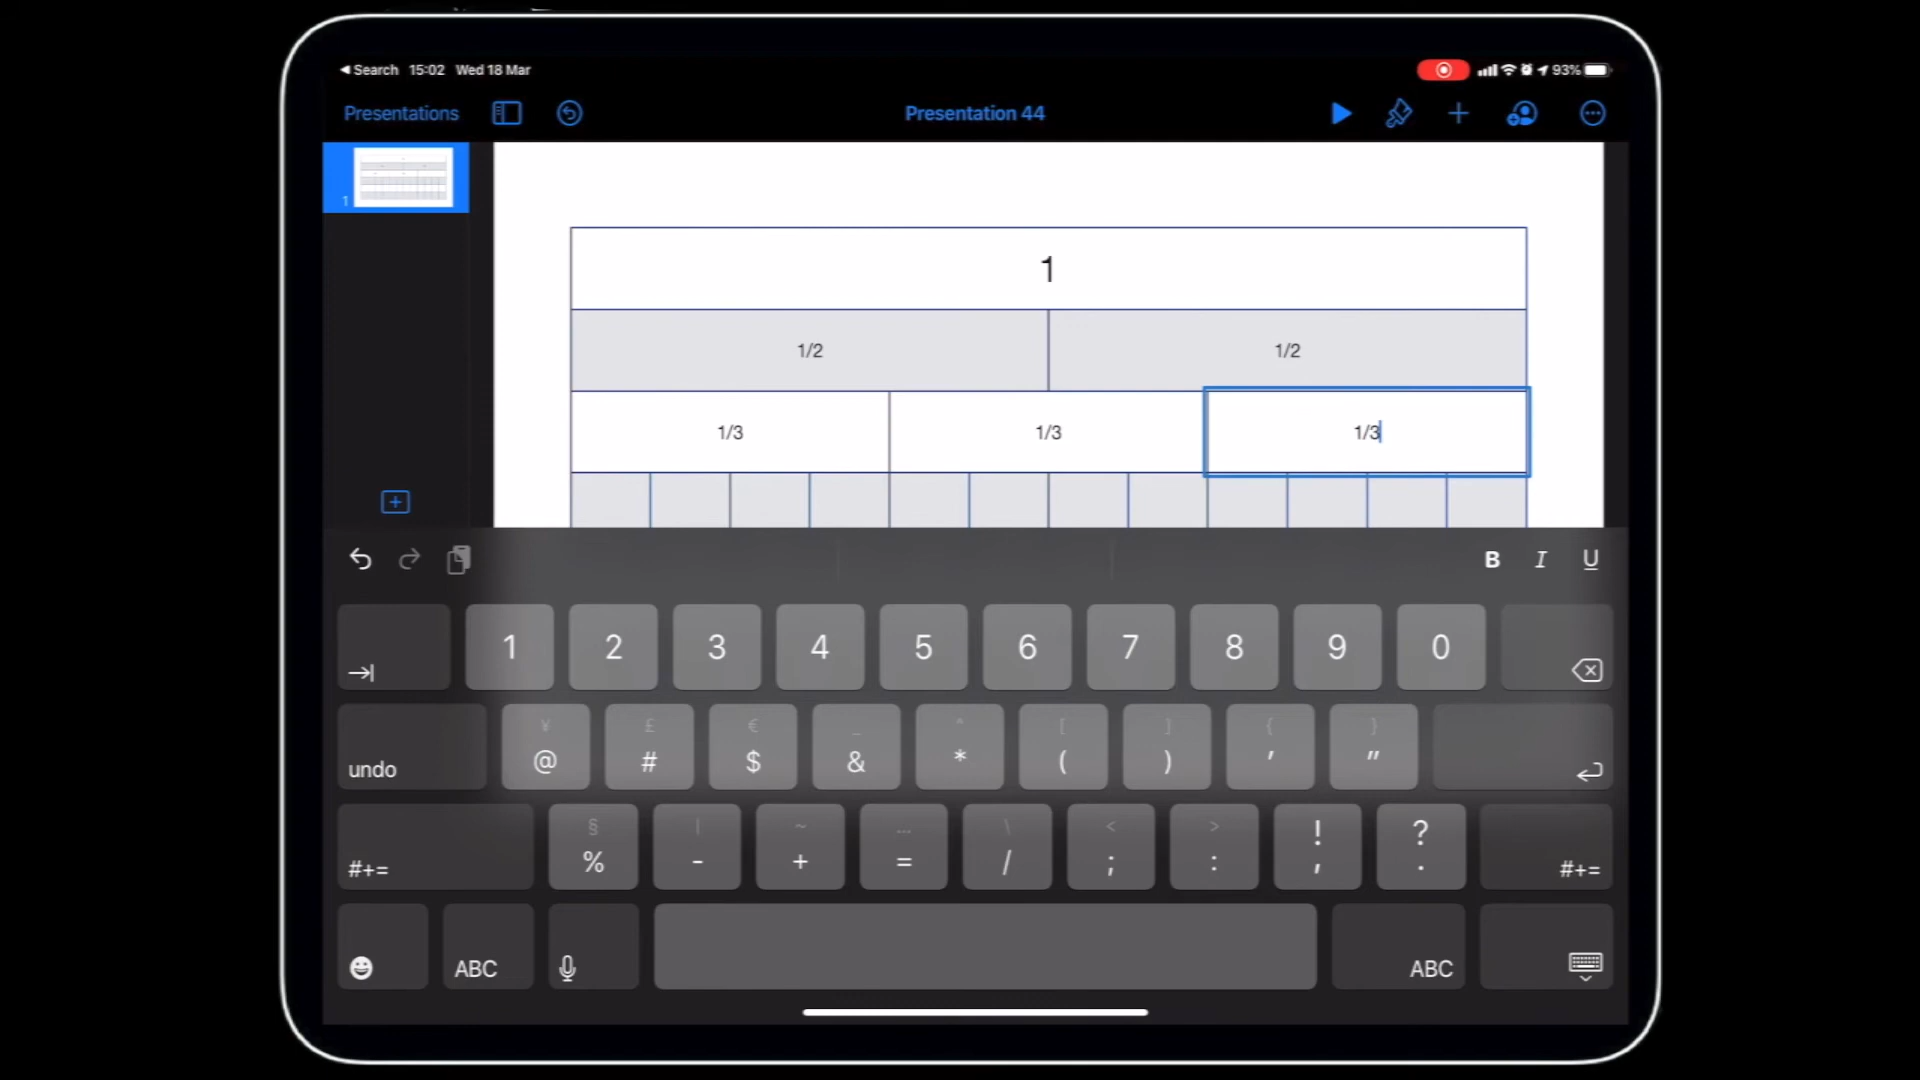 Search 15:02 Wed 18 Mar 93%
Presentations Presentation 44
1
1
1/2 1/2
1/3 1/3 1/3
B I U
1 2 3 4 5 6 7 8 9 0
¥ £ € _ ^ [ ] { }
undo @ # $ & * ( ) ' "
§ | ~ … \ < > ! ?
#+= % - + = / ; : , . #+=
ABC ABC